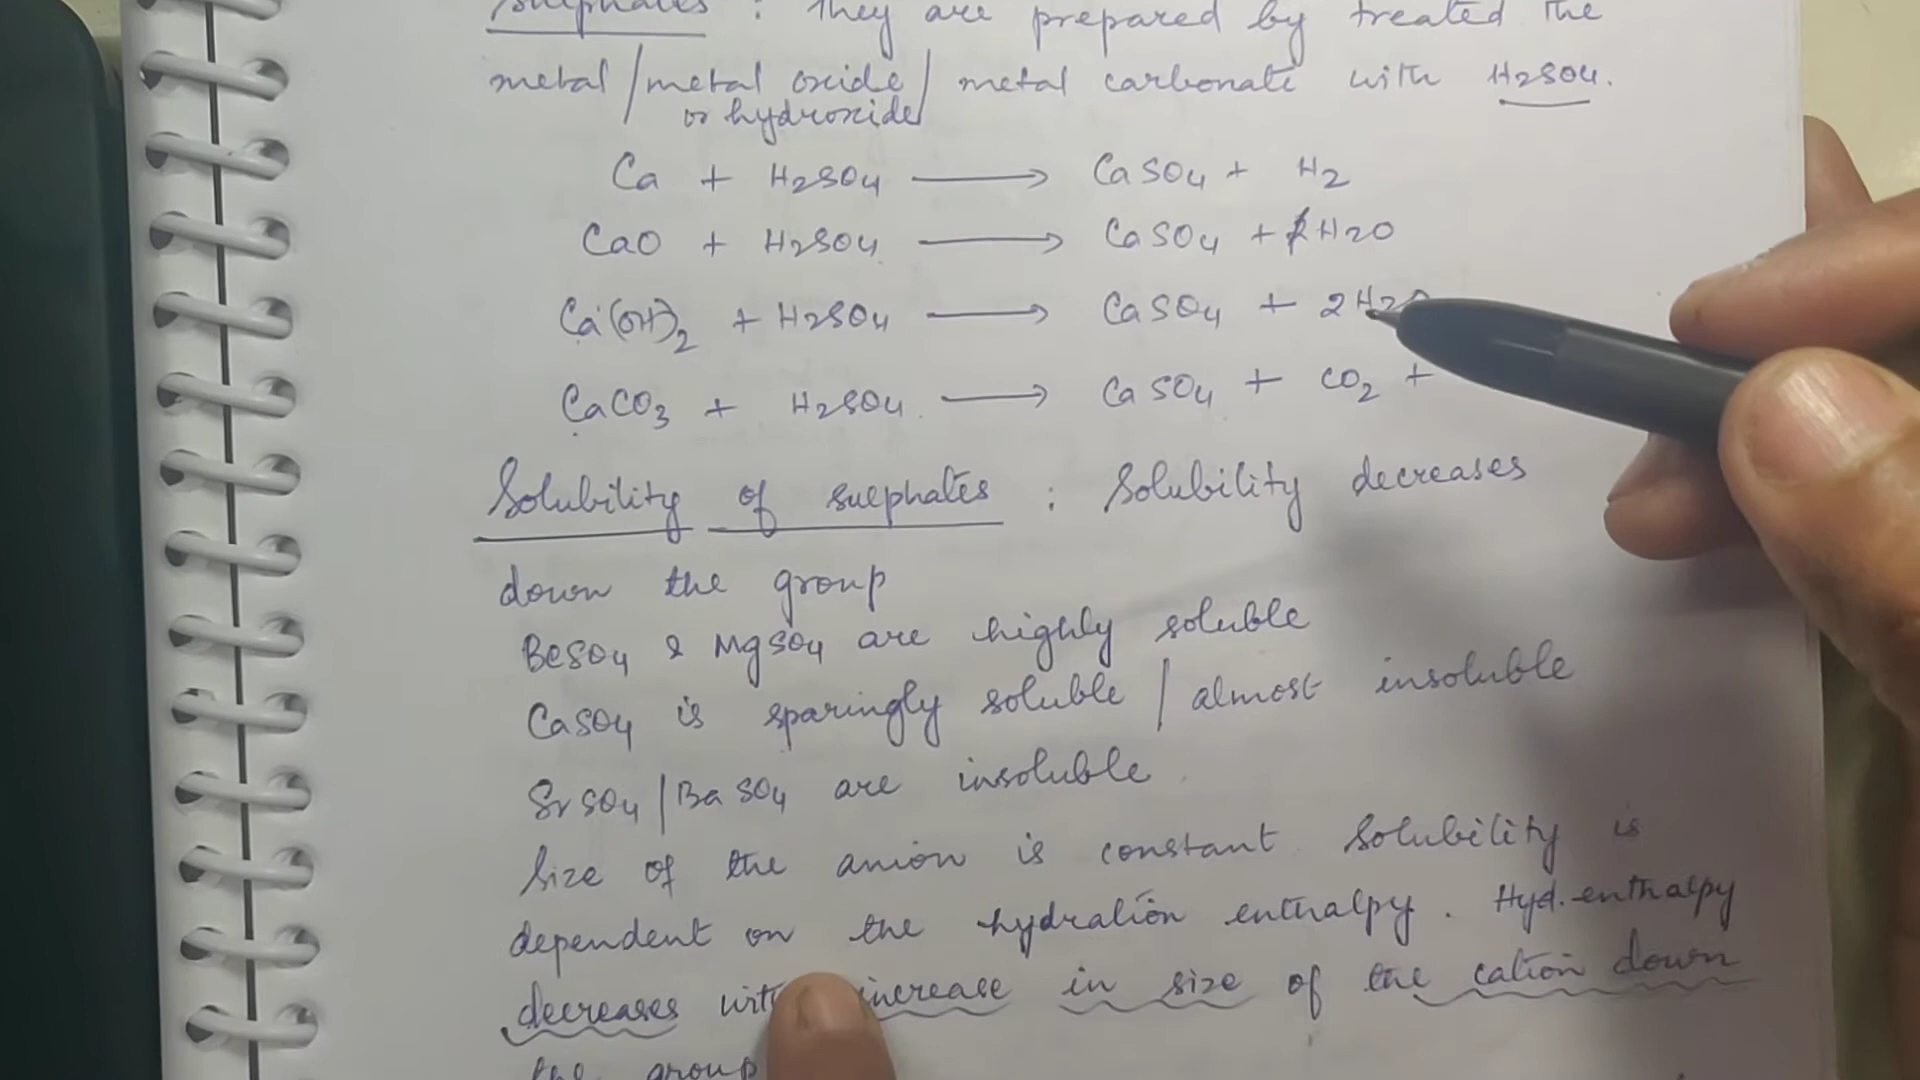 Sulphates : They are prepared by treated the
metal/metal oxide/ metal carbonate with H2SO4.
or hydroxide
Ca + H2SO4 → CaSO4 + H2
CaO + H2SO4 → CaSO4 + H2O
Ca(OH)2 + H2SO4 → CaSO4 + 2H2O
CaCO3 + H2SO4 → CaSO4 + CO2 +
Solubility of sulphates : Solubility decreases
down the group
BeSO4 & MgSO4 are highly soluble
CaSO4 is sparingly soluble / almost insoluble
SrSO4 / BaSO4 are insoluble.
Size of the anion is constant. Solubility is
dependent on the hydration enthalpy. Hyd. enthalpy
decreases with increase in size of the cation down
the group